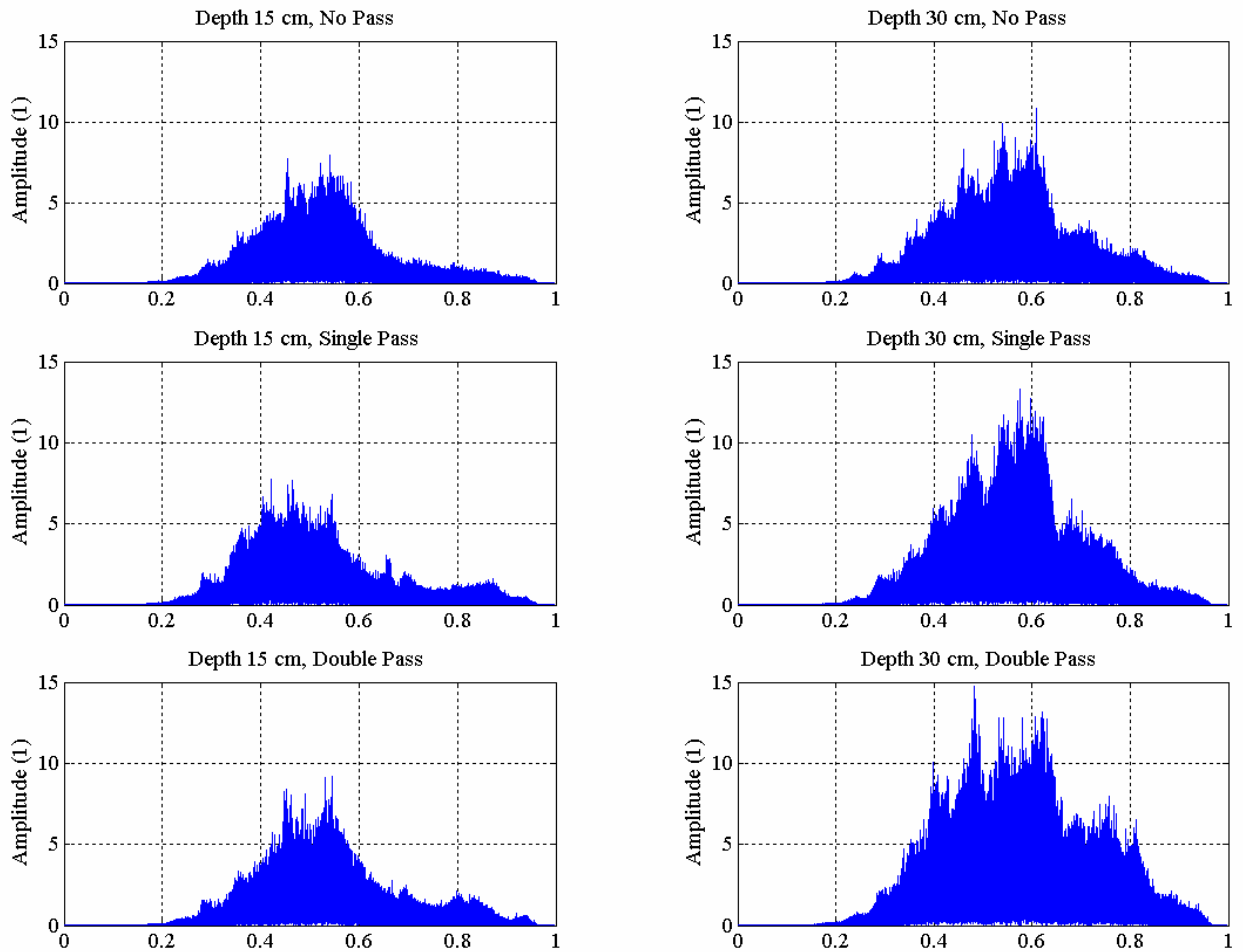 Depth 15 cm, No Pass
15
10
5
0
Amplitude (1)
0 0.2 0.4 0.6 0.8 1
Depth 30 cm, No Pass
15
10
5
0
Amplitude (1)
0 0.2 0.4 0.6 0.8 1
Depth 15 cm, Single Pass
15
10
5
0
Amplitude (1)
0 0.2 0.4 0.6 0.8 1
Depth 30 cm, Single Pass
15
10
5
0
Amplitude (1)
0 0.2 0.4 0.6 0.8 1
Depth 15 cm, Double Pass
15
10
5
0
Amplitude (1)
0 0.2 0.4 0.6 0.8 1
Depth 30 cm, Double Pass
15
10
5
0
Amplitude (1)
0 0.2 0.4 0.6 0.8 1